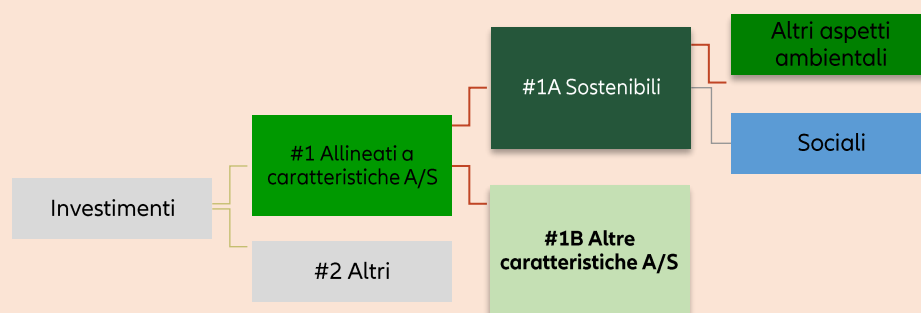 Investimenti
#1 Allineati a
caratteristiche A/S
#2 Altri
#1A Sostenibili
#1B Altre
caratteristiche A/S
Altri aspetti
ambientali
Sociali